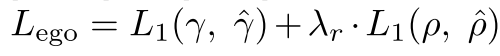 L_ego = L_1(γ, γ̂) + λ_r · L_1(ρ, ρ̂)